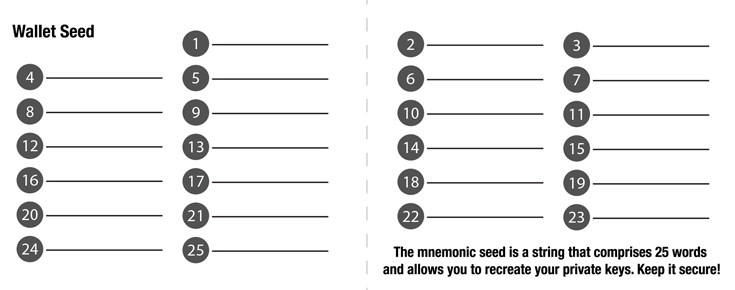 Wallet Seed
1 2 3
4 5 6 7
8 9 10 11
12 13 14 15
16 17 18 19
20 21 22 23
24 25
The mnemonic seed is a string that comprises 25 words
and allows you to recreate your private keys. Keep it secure!